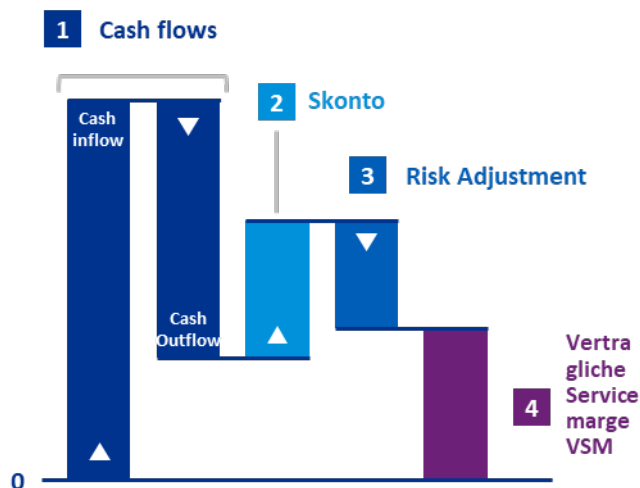 1 Cash flows
Cash
inflow
2 Skonto
3 Risk Adjustment
Cash
Outflow
4
Vertra
gliche
Service
marge
VSM
0